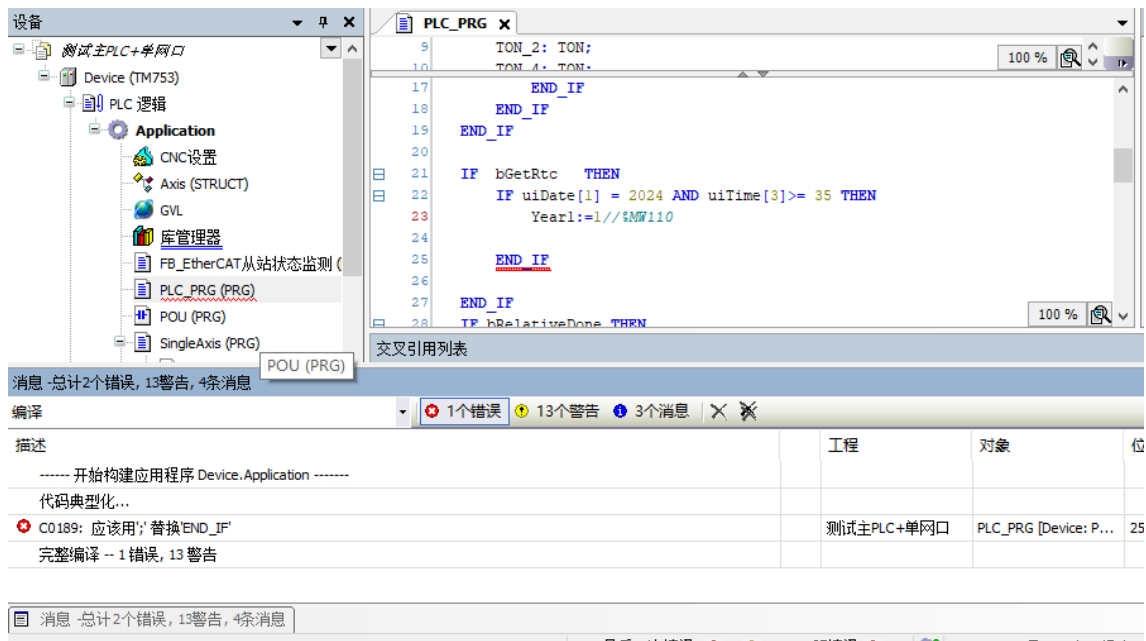 设备
测试主PLC+单网口
Device (TM753)
PLC 逻辑
Application
CNC设置
Axis (STRUCT)
GVL
库管理器
FB_EtherCAT从站状态监测 (
PLC_PRG (PRG)
POU (PRG)
SingleAxis (PRG)
POU (PRG)
PLC_PRG
9 TON_2: TON;
10 TON_4: TON;
100 %
17 END_IF
18 END_IF
19 END_IF
20
21 IF bGetRtc THEN
22 IF uiDate[1] = 2024 AND uiTime[3]>= 35 THEN
23 Year1:=1//%MW110
24
25 END_IF
26
27 END_IF
28 IF bRelativeDone THEN
100 %
交叉引用列表
消息 -总计2个错误, 13警告, 4条消息
编译 1个错误 13个警告 3个消息
描述 工程 对象 位
------ 开始构建应用程序 Device.Application -------
代码典型化...
C0189: 应该用';' 替换'END_IF' 测试主PLC+单网口 PLC_PRG [Device: P... 25
完整编译 -- 1 错误, 13 警告
消息 -总计2个错误, 13警告, 4条消息